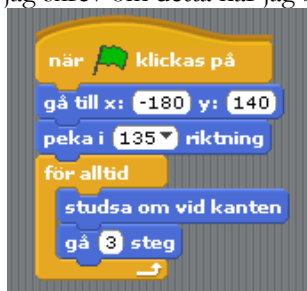 när klickas på
gå till x: -180 y: 140
peka i 135 riktning
för alltid
studsa om vid kanten
gå 3 steg